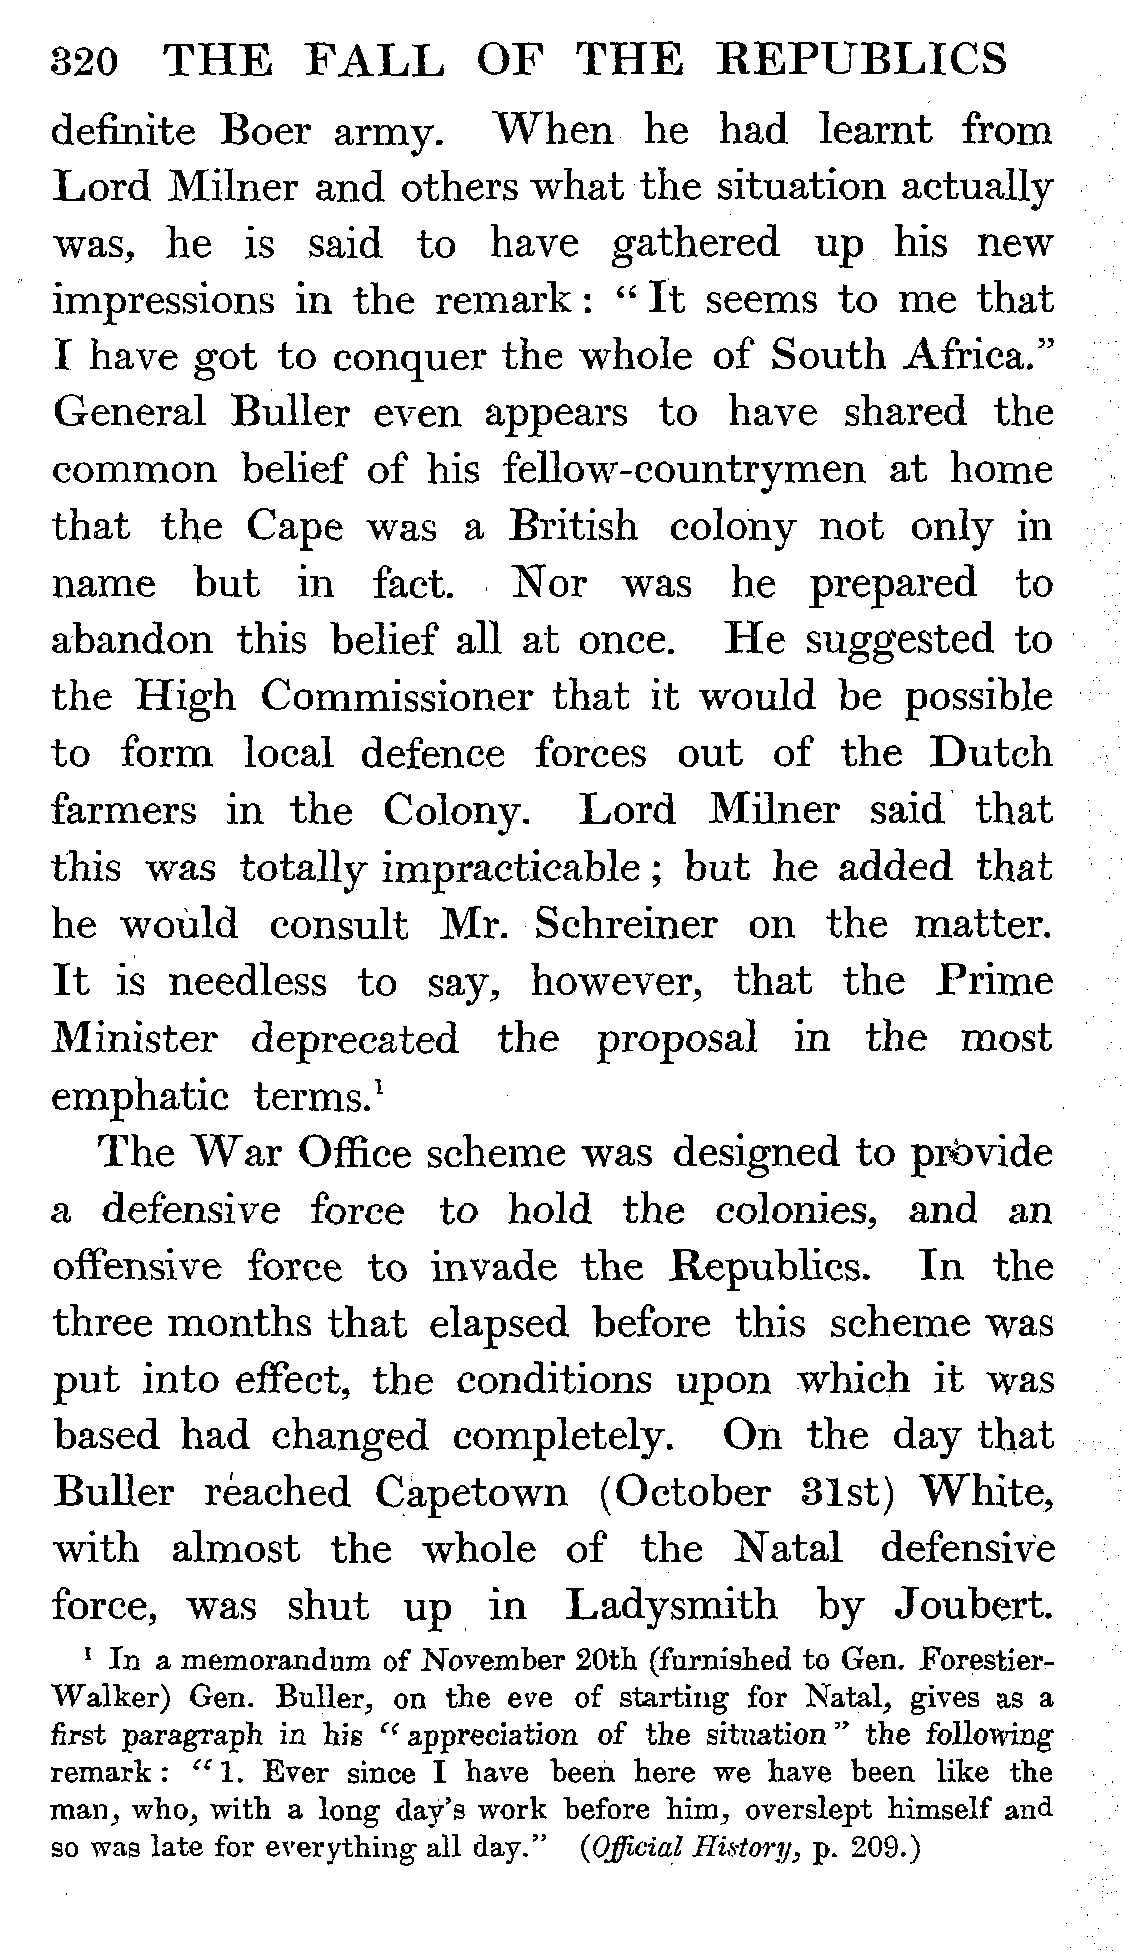 320 THE FALL OF THE REPUBLICS
definite Boer army. When he had learnt from
Lord Milner and others what the situation actually
was, he is said to have gathered up his new
impressions in the remark : “ It seems to me that
I have got to conquer the whole of South Africa.”
General Buller even appears to have shared the
common belief of his fellow-countrymen at home
that the Cape was a British colony not only in
name but in fact. Nor was he prepared to
abandon this belief all at once. He suggested to
the High Commissioner that it would be possible
to form local defence forces out of the Dutch
farmers in the Colony. Lord Milner said that
this was totally impracticable ; but he added that
he would consult Mr. Schreiner on the matter.
It is needless to say, however, that the Prime
Minister deprecated the proposal in the most
emphatic terms.¹
The War Office scheme was designed to provide
a defensive force to hold the colonies, and an
offensive force to invade the Republics. In the
three months that elapsed before this scheme was
put into effect, the conditions upon which it was
based had changed completely. On the day that
Buller reached Capetown (October 31st) White,
with almost the whole of the Natal defensive
force, was shut up in Ladysmith by Joubert.
¹ In a memorandum of November 20th (furnished to Gen. Forestier-
Walker) Gen. Buller, on the eve of starting for Natal, gives as a
first paragraph in his “ appreciation of the situation ” the following
remark : “ 1. Ever since I have been here we have been like the
man, who, with a long day’s work before him, overslept himself and
so was late for everything all day.” (Official History, p. 209.)